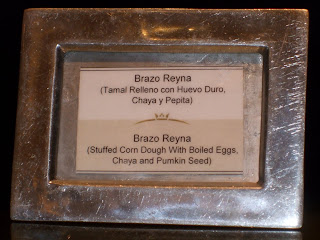 Brazo Reyna
(Tamal Relleno con Huevo Duro,
Chaya y Pepita)
Brazo Reyna
(Stuffed Corn Dough With Boiled Eggs,
Chaya and Pumkin Seed)